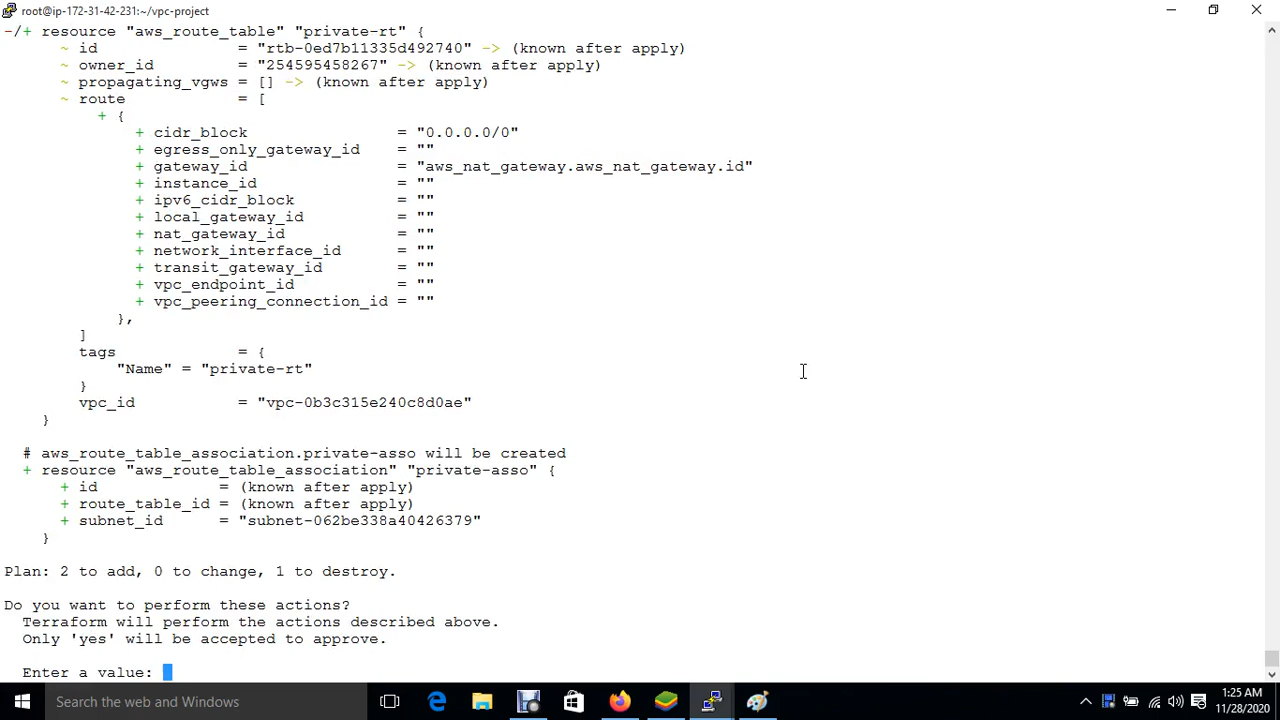 root@ip-172-31-42-231:~/vpc-project
-/+ resource "aws_route_table" "private-rt" {
~ id = "rtb-0ed7b11335d492740" -> (known after apply)
~ owner_id = "254595458267" -> (known after apply)
~ propagating_vgws = [] -> (known after apply)
~ route = [
+ {
+ cidr_block = "0.0.0.0/0"
+ egress_only_gateway_id = ""
+ gateway_id = "aws_nat_gateway.aws_nat_gateway.id"
+ instance_id = ""
+ ipv6_cidr_block = ""
+ local_gateway_id = ""
+ nat_gateway_id = ""
+ network_interface_id = ""
+ transit_gateway_id = ""
+ vpc_endpoint_id = ""
+ vpc_peering_connection_id = ""
},
]
tags = {
"Name" = "private-rt"
}
vpc_id = "vpc-0b3c315e240c8d0ae"
}
# aws_route_table_association.private-asso will be created
+ resource "aws_route_table_association" "private-asso" {
+ id = (known after apply)
+ route_table_id = (known after apply)
+ subnet_id = "subnet-062be338a40426379"
}
Plan: 2 to add, 0 to change, 1 to destroy.
Do you want to perform these actions?
Terraform will perform the actions described above.
Only 'yes' will be accepted to approve.
Enter a value:
Search the web and Windows
1:25 AM
11/28/2020